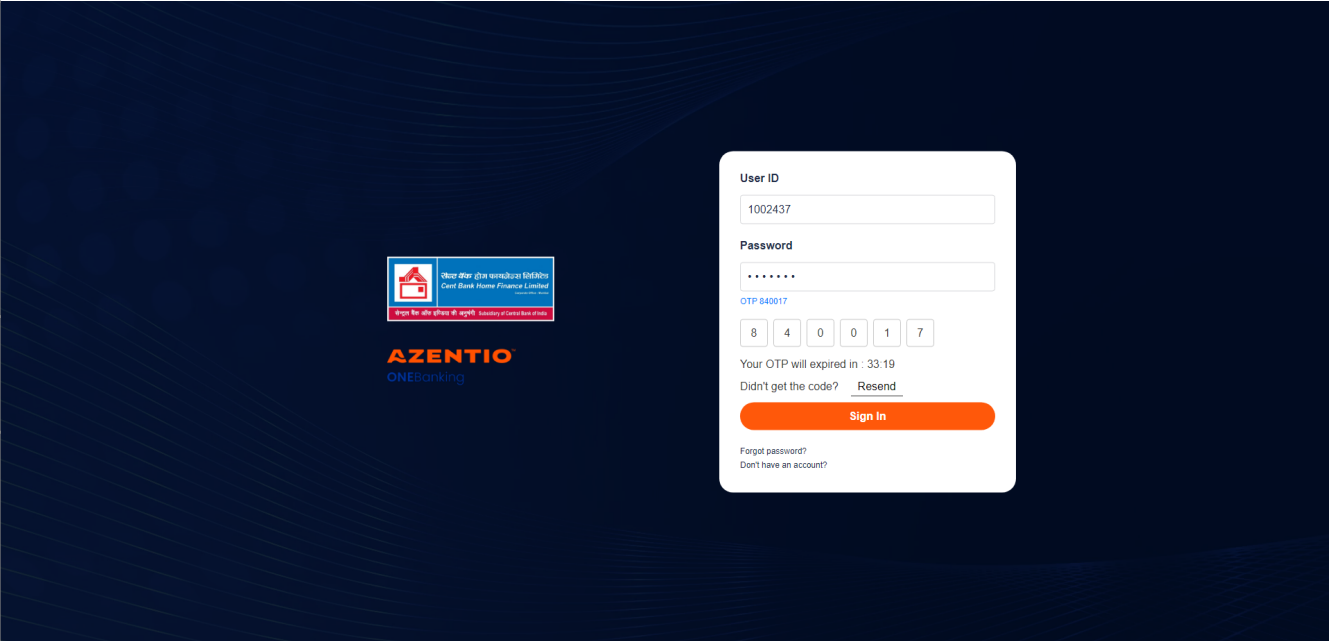 सेन्ट बैंक होम फायनेंस लिमिटेड
Cent Bank Home Finance Limited
सेन्ट्रल बैंक ऑफ इण्डिया की अनुषंगी Subsidiary of Central Bank of India
AZENTIO
ONEBanking
User ID
1002437
Password
•••••••
OTP 840017
8 4 0 0 1 7
Your OTP will expired in : 33:19
Didn't get the code? Resend
Sign In
Forgot password?
Don't have an account?